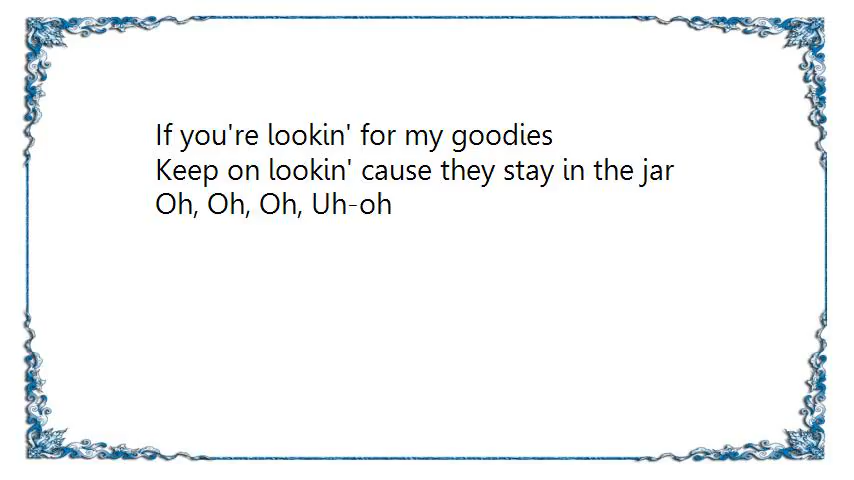 If you're lookin' for my goodies
Keep on lookin' cause they stay in the jar
Oh, Oh, Oh, Uh-oh